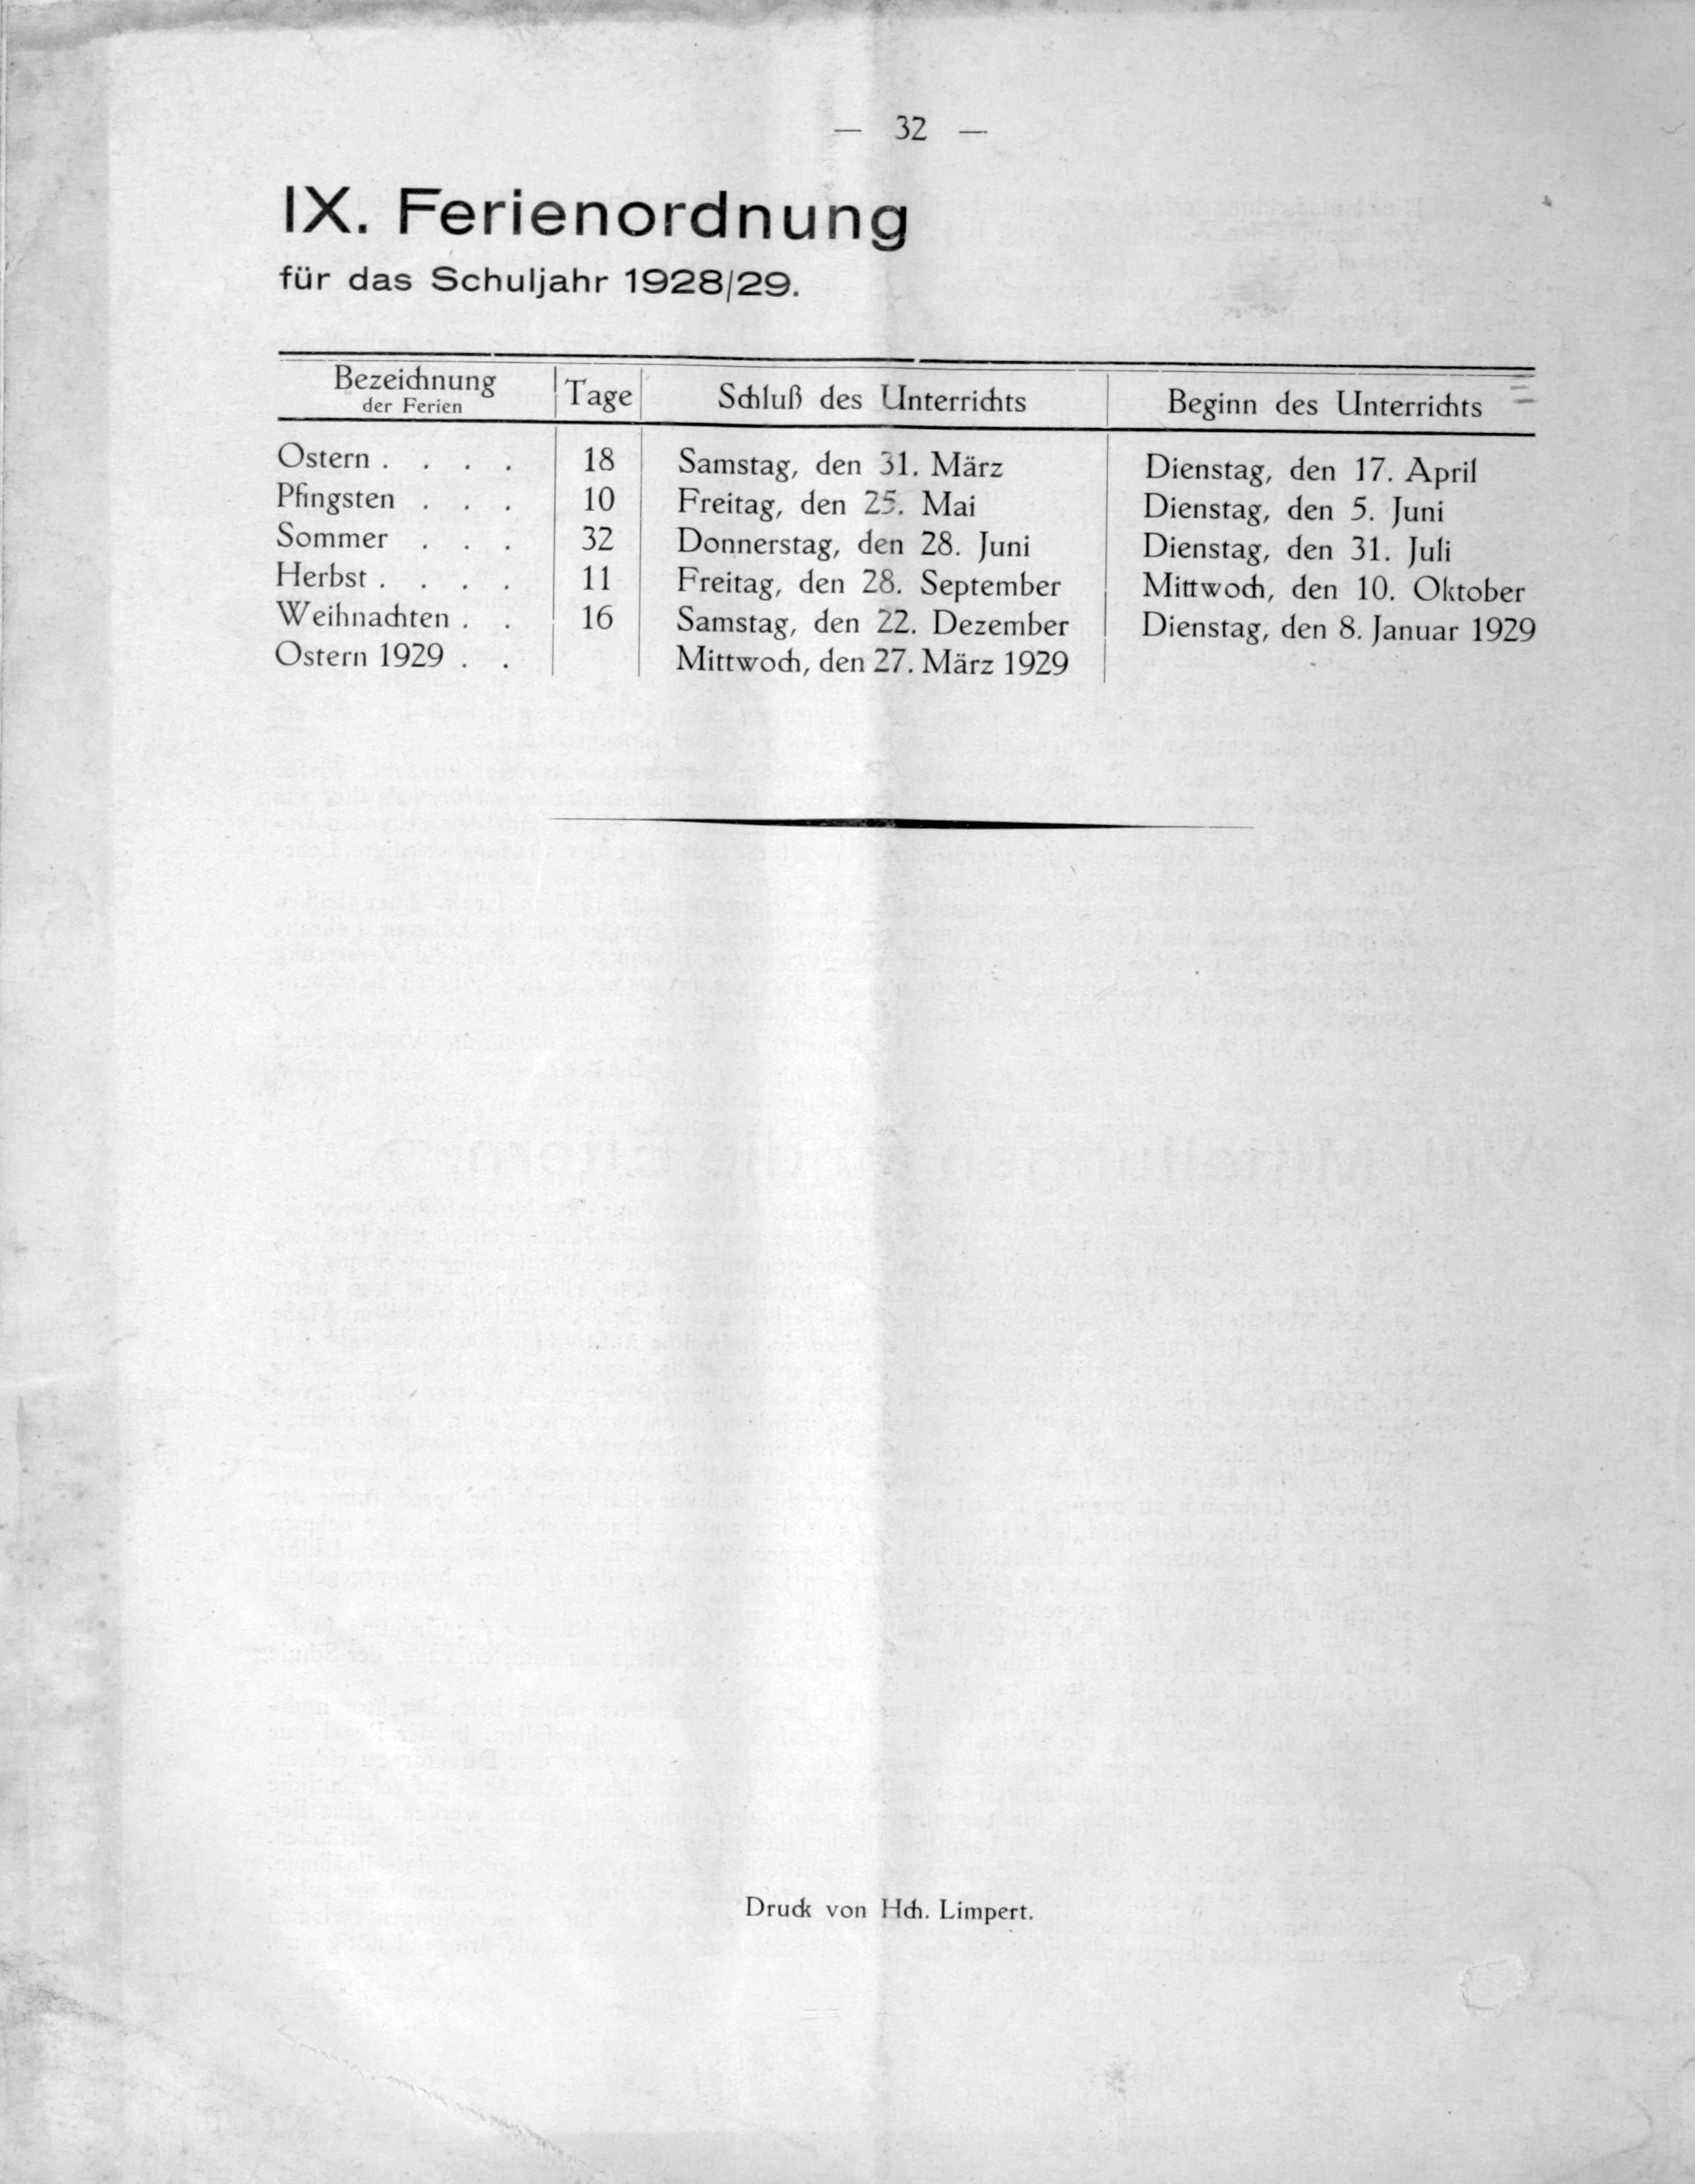 — 32 —
IX. Ferienordnung
für das Schuljahr 1928/29.
Bezeichnung der Ferien | Tage | Schluß des Unterrichts | Beginn des Unterrichts
Ostern . . . . | 18 | Samstag, den 31. März | Dienstag, den 17. April
Pfingsten . . . | 10 | Freitag, den 25. Mai | Dienstag, den 5. Juni
Sommer . . . | 32 | Donnerstag, den 28. Juni | Dienstag, den 31. Juli
Herbst . . . . | 11 | Freitag, den 28. September | Mittwoch, den 10. Oktober
Weihnachten . . | 16 | Samstag, den 22. Dezember | Dienstag, den 8. Januar 1929
Ostern 1929 . . | | Mittwoch, den 27. März 1929
Druck von Hch. Limpert.